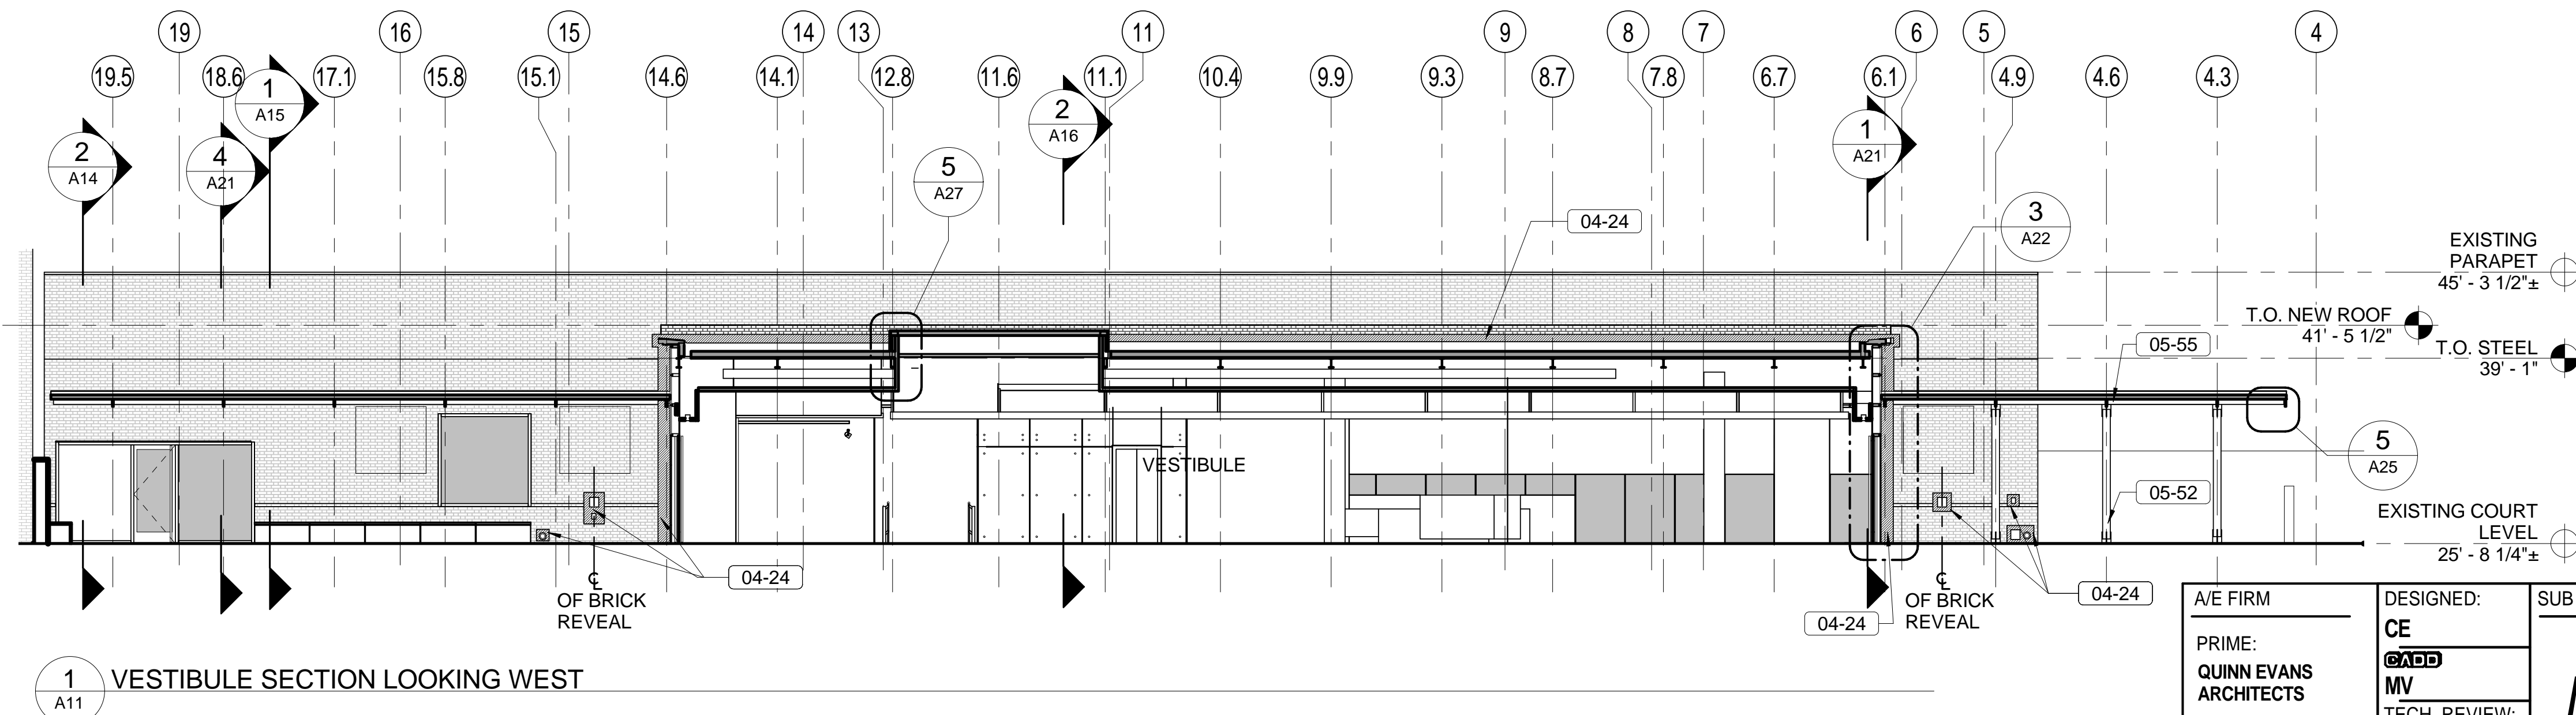 19
16
15
14
13
11
9
8
7
6
5
4
19.5
18.6
17.1
15.8
15.1
14.6
14.1
12.8
11.6
11.1
10.4
9.9
9.3
8.7
7.8
6.7
6.1
4.9
4.6
4.3
1
A15
2
A16
1
A21
2
A14
4
A21
5
A27
3
A22
04-24
EXISTING
PARAPET
45' - 3 1/2"±
T.O. NEW ROOF
41' - 5 1/2"
T.O. STEEL
39' - 1"
05-55
5
A25
VESTIBULE
05-52
EXISTING COURT
LEVEL
25' - 8 1/4"±
04-24
℄
OF BRICK
REVEAL
04-24
℄
OF BRICK
REVEAL
04-24
1
A11
VESTIBULE SECTION LOOKING WEST
A/E FIRM
PRIME:
QUINN EVANS
ARCHITECTS
DESIGNED:
CE
CADD
MV
TECH. REVIEW:
SUB